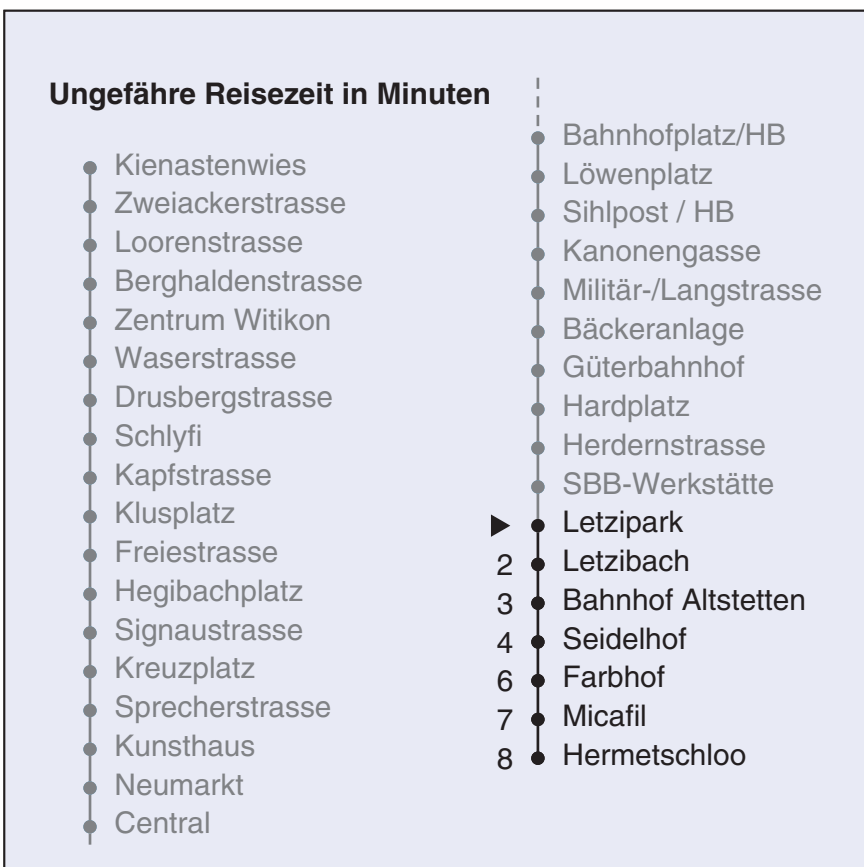 Ungefähre Reisezeit in Minuten
Kienastenwies
Zweiackerstrasse
Loorenstrasse
Berghaldenstrasse
Zentrum Witikon
Waserstrasse
Drusbergstrasse
Schlyfi
Kapfstrasse
Klusplatz
Freiestrasse
Hegibachplatz
Signaustrasse
Kreuzplatz
Sprecherstrasse
Kunsthaus
Neumarkt
Central
Bahnhofplatz/HB
Löwenplatz
Sihlpost / HB
Kanonengasse
Militär-/Langstrasse
Bäckeranlage
Güterbahnhof
Hardplatz
Herdernstrasse
SBB-Werkstätte
Letzipark
2 Letzibach
3 Bahnhof Altstetten
4 Seidelhof
6 Farbhof
7 Micafil
8 Hermetschloo